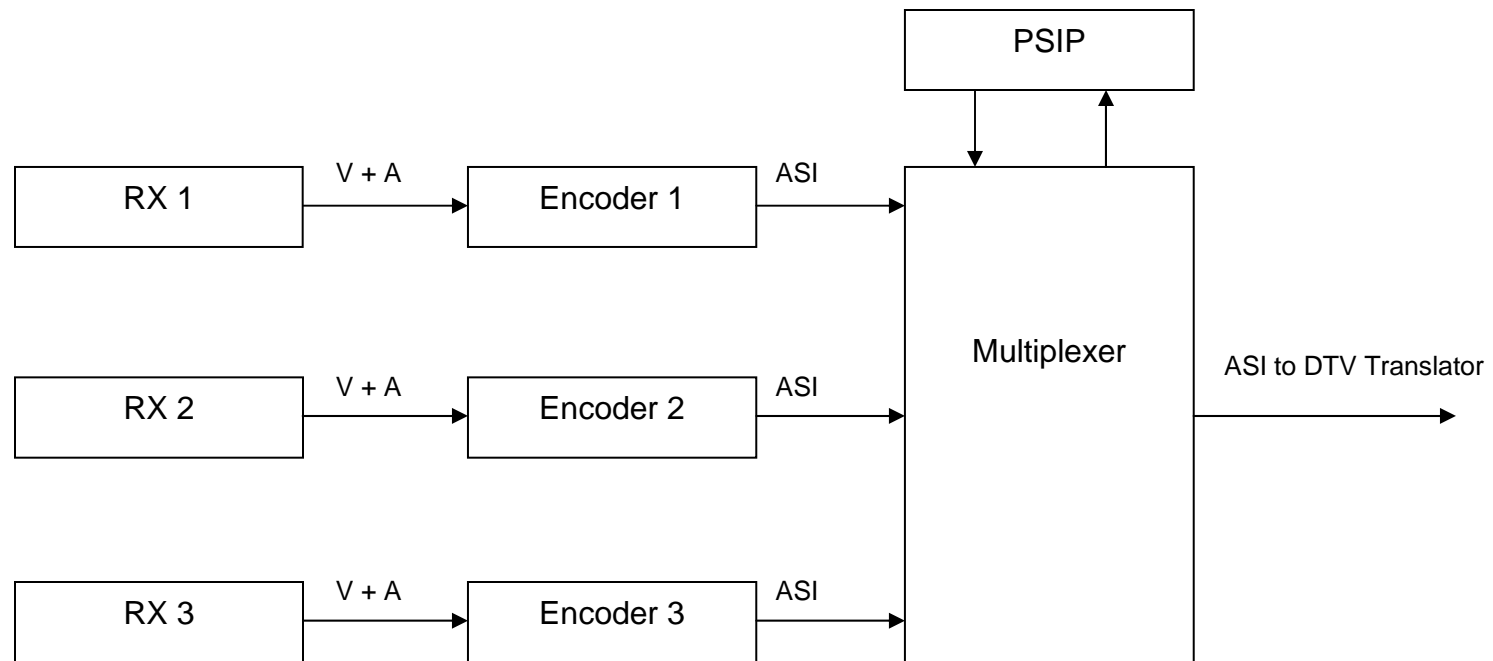 PSIP
RX 1
V + A
Encoder 1
ASI
Multiplexer
ASI to DTV Translator
RX 2
V + A
Encoder 2
ASI
RX 3
V + A
Encoder 3
ASI